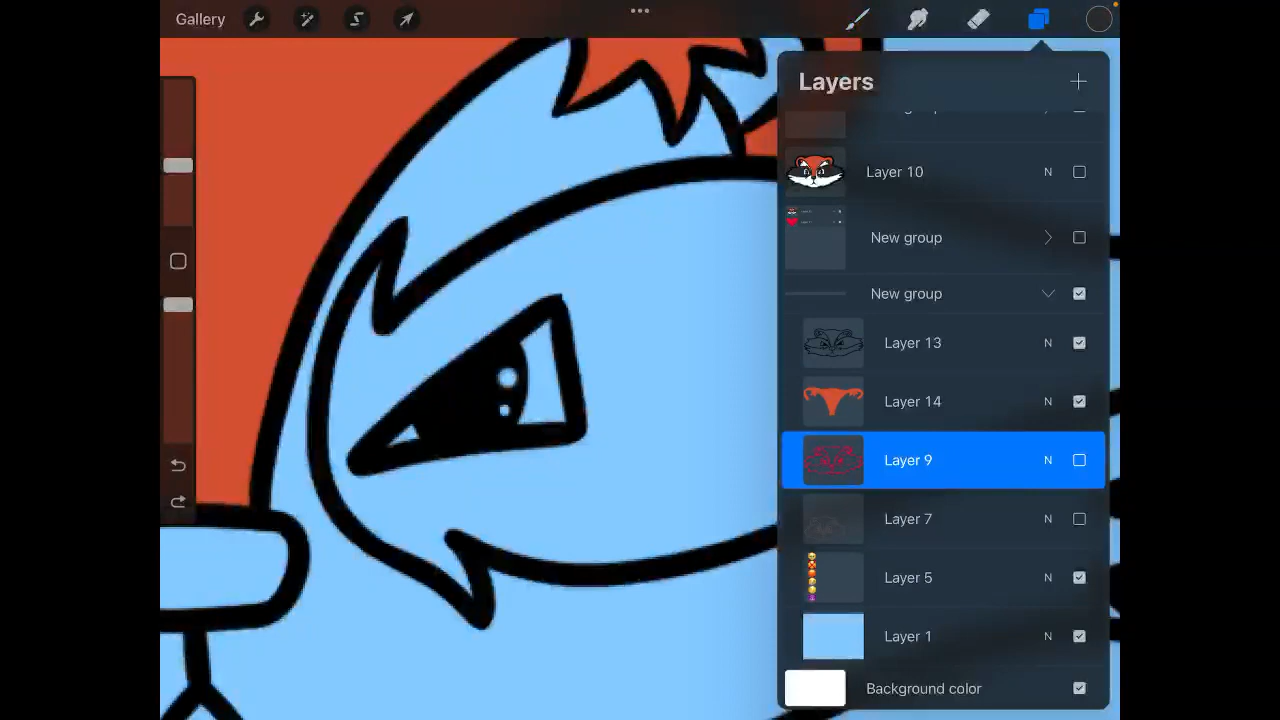 Gallery
Layers
Layer 10 N
New group
New group
Layer 13 N
Layer 14 N
Layer 9 N
Layer 7 N
Layer 5 N
Layer 1 N
Background color